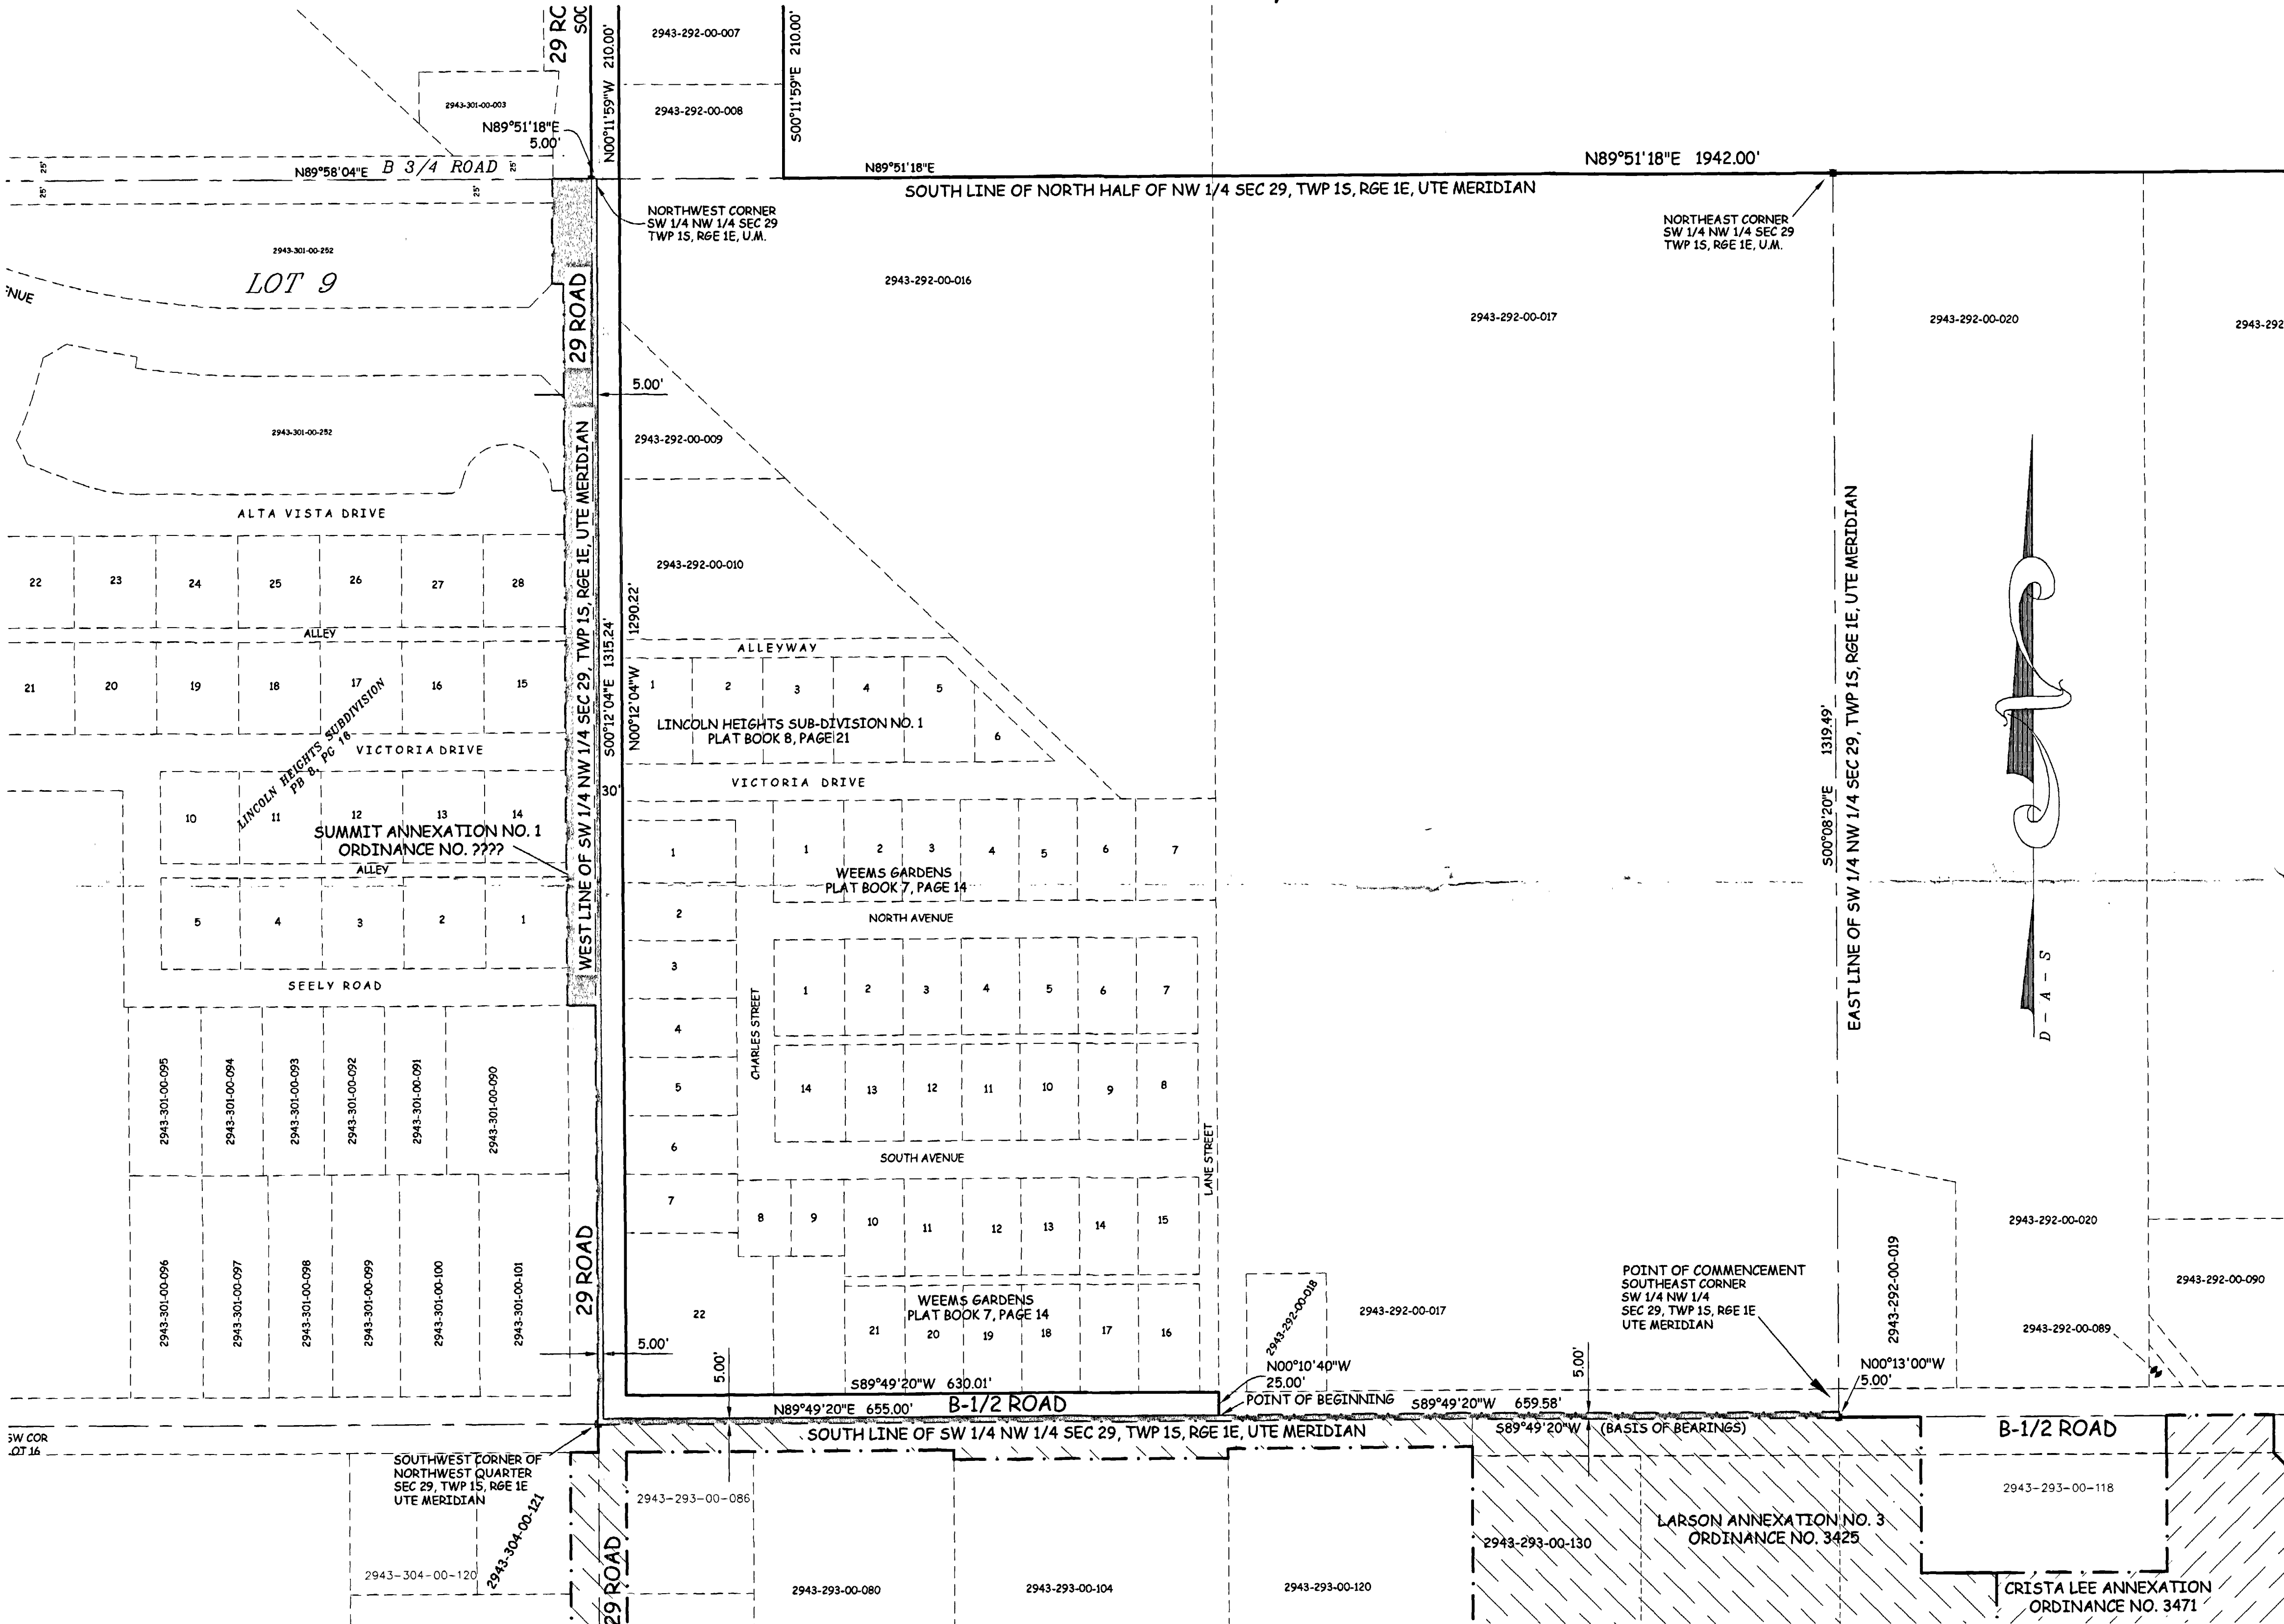 29 RO
SOC
2943-292-00-007
N00°11'59"W 210.00'
S00°11'59"E 210.00'
2943-301-00-003
2943-292-00-008
N89°51'18"E
5.00'
N89°58'04"E B 3/4 ROAD
25'
25'
25'
25'
N89°51'18"E
N89°51'18"E 1942.00'
SOUTH LINE OF NORTH HALF OF NW 1/4 SEC 29, TWP 1S, RGE 1E, UTE MERIDIAN
NORTHWEST CORNER
SW 1/4 NW 1/4 SEC 29
TWP 1S, RGE 1E, U.M.
NORTHEAST CORNER
SW 1/4 NW 1/4 SEC 29
TWP 1S, RGE 1E, U.M.
2943-301-00-252
LOT 9
NUE
29 ROAD
2943-292-00-016
2943-292-00-017
2943-292-00-020
2943-292
5.00'
2943-301-00-252
2943-292-00-009
ALTA VISTA DRIVE
WEST LINE OF SW 1/4 NW 1/4 SEC 29, TWP 1S, RGE 1E, UTE MERIDIAN
S00°12'04"E 1315.24'
N00°12'04"W 1290.22'
2943-292-00-010
22 23 24 25 26 27 28
ALLEY
21 20 19 18 17 16 15
LINCOLN HEIGHTS SUBDIVISION
PB 8, PG 16
VICTORIA DRIVE
10 11 12 13 14
SUMMIT ANNEXATION NO. 1
ORDINANCE NO. ????
ALLEY
5 4 3 2 1
SEELY ROAD
ALLEYWAY
1 2 3 4 5
LINCOLN HEIGHTS SUB-DIVISION NO. 1
PLAT BOOK 8, PAGE 21
6
VICTORIA DRIVE
30'
1 2 3 4 5 6 7
WEEMS GARDENS
PLAT BOOK 7, PAGE 14
NORTH AVENUE
1
2
3
4
5
6
7
CHARLES STREET
1 2 3 4 5 6 7
14 13 12 11 10 9 8
SOUTH AVENUE
LANE STREET
8 9 10 11 12 13 14 15
WEEMS GARDENS
PLAT BOOK 7, PAGE 14
22 21 20 19 18 17 16
S00°08'20"E 1319.49'
EAST LINE OF SW 1/4 NW 1/4 SEC 29, TWP 1S, RGE 1E, UTE MERIDIAN
D - A - S
2943-301-00-095
2943-301-00-094
2943-301-00-093
2943-301-00-092
2943-301-00-091
2943-301-00-090
2943-301-00-096
2943-301-00-097
2943-301-00-098
2943-301-00-099
2943-301-00-100
2943-301-00-101
29 ROAD
5.00'
5.00'
2943-292-00-018
2943-292-00-017
POINT OF COMMENCEMENT
SOUTHEAST CORNER
SW 1/4 NW 1/4
SEC 29, TWP 1S, RGE 1E
UTE MERIDIAN
2943-292-00-019
2943-292-00-020
2943-292-00-090
2943-292-00-089
N00°13'00"W
5.00'
N00°10'40"W
25.00'
POINT OF BEGINNING
5.00'
S89°49'20"W 630.01'
N89°49'20"E 655.00'
B-1/2 ROAD
S89°49'20"W 659.58'
S89°49'20"W (BASIS OF BEARINGS)
SOUTH LINE OF SW 1/4 NW 1/4 SEC 29, TWP 1S, RGE 1E, UTE MERIDIAN
B-1/2 ROAD
SW COR
OT 16
SOUTHWEST CORNER OF
NORTHWEST QUARTER
SEC 29, TWP 1S, RGE 1E
UTE MERIDIAN
2943-304-00-121
2943-304-00-120
29 ROAD
2943-293-00-086
2943-293-00-080
2943-293-00-104
2943-293-00-120
2943-293-00-130
LARSON ANNEXATION NO. 3
ORDINANCE NO. 3425
2943-293-00-118
CRISTA LEE ANNEXATION
ORDINANCE NO. 3471